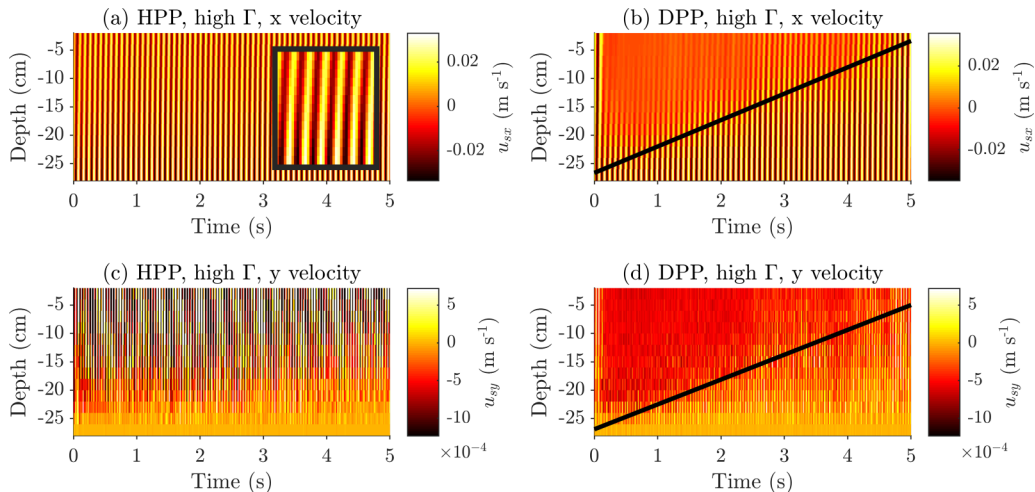 (a) HPP, high Γ, x velocity
-5
-10
-15
-20
-25
Depth (cm)
0 1 2 3 4 5
Time (s)
0.02
0
-0.02
u_sx (m s⁻¹)
(b) DPP, high Γ, x velocity
-5
-10
-15
-20
-25
Depth (cm)
0 1 2 3 4 5
Time (s)
0.02
0
-0.02
u_sx (m s⁻¹)
(c) HPP, high Γ, y velocity
-5
-10
-15
-20
-25
Depth (cm)
0 1 2 3 4 5
Time (s)
5
0
-5
-10
×10⁻⁴
u_sy (m s⁻¹)
(d) DPP, high Γ, y velocity
-5
-10
-15
-20
-25
Depth (cm)
0 1 2 3 4 5
Time (s)
5
0
-5
-10
×10⁻⁴
u_sy (m s⁻¹)